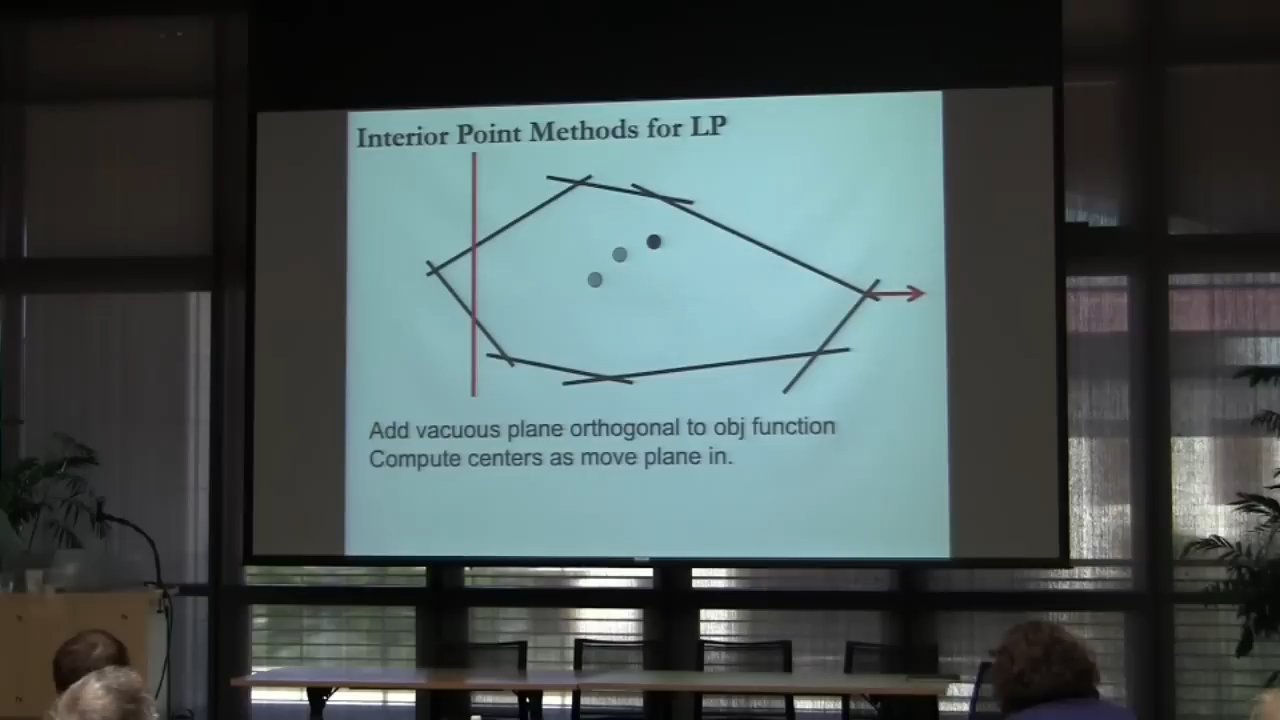 Interior Point Methods for LP
Add vacuous plane orthogonal to obj function
Compute centers as move plane in.